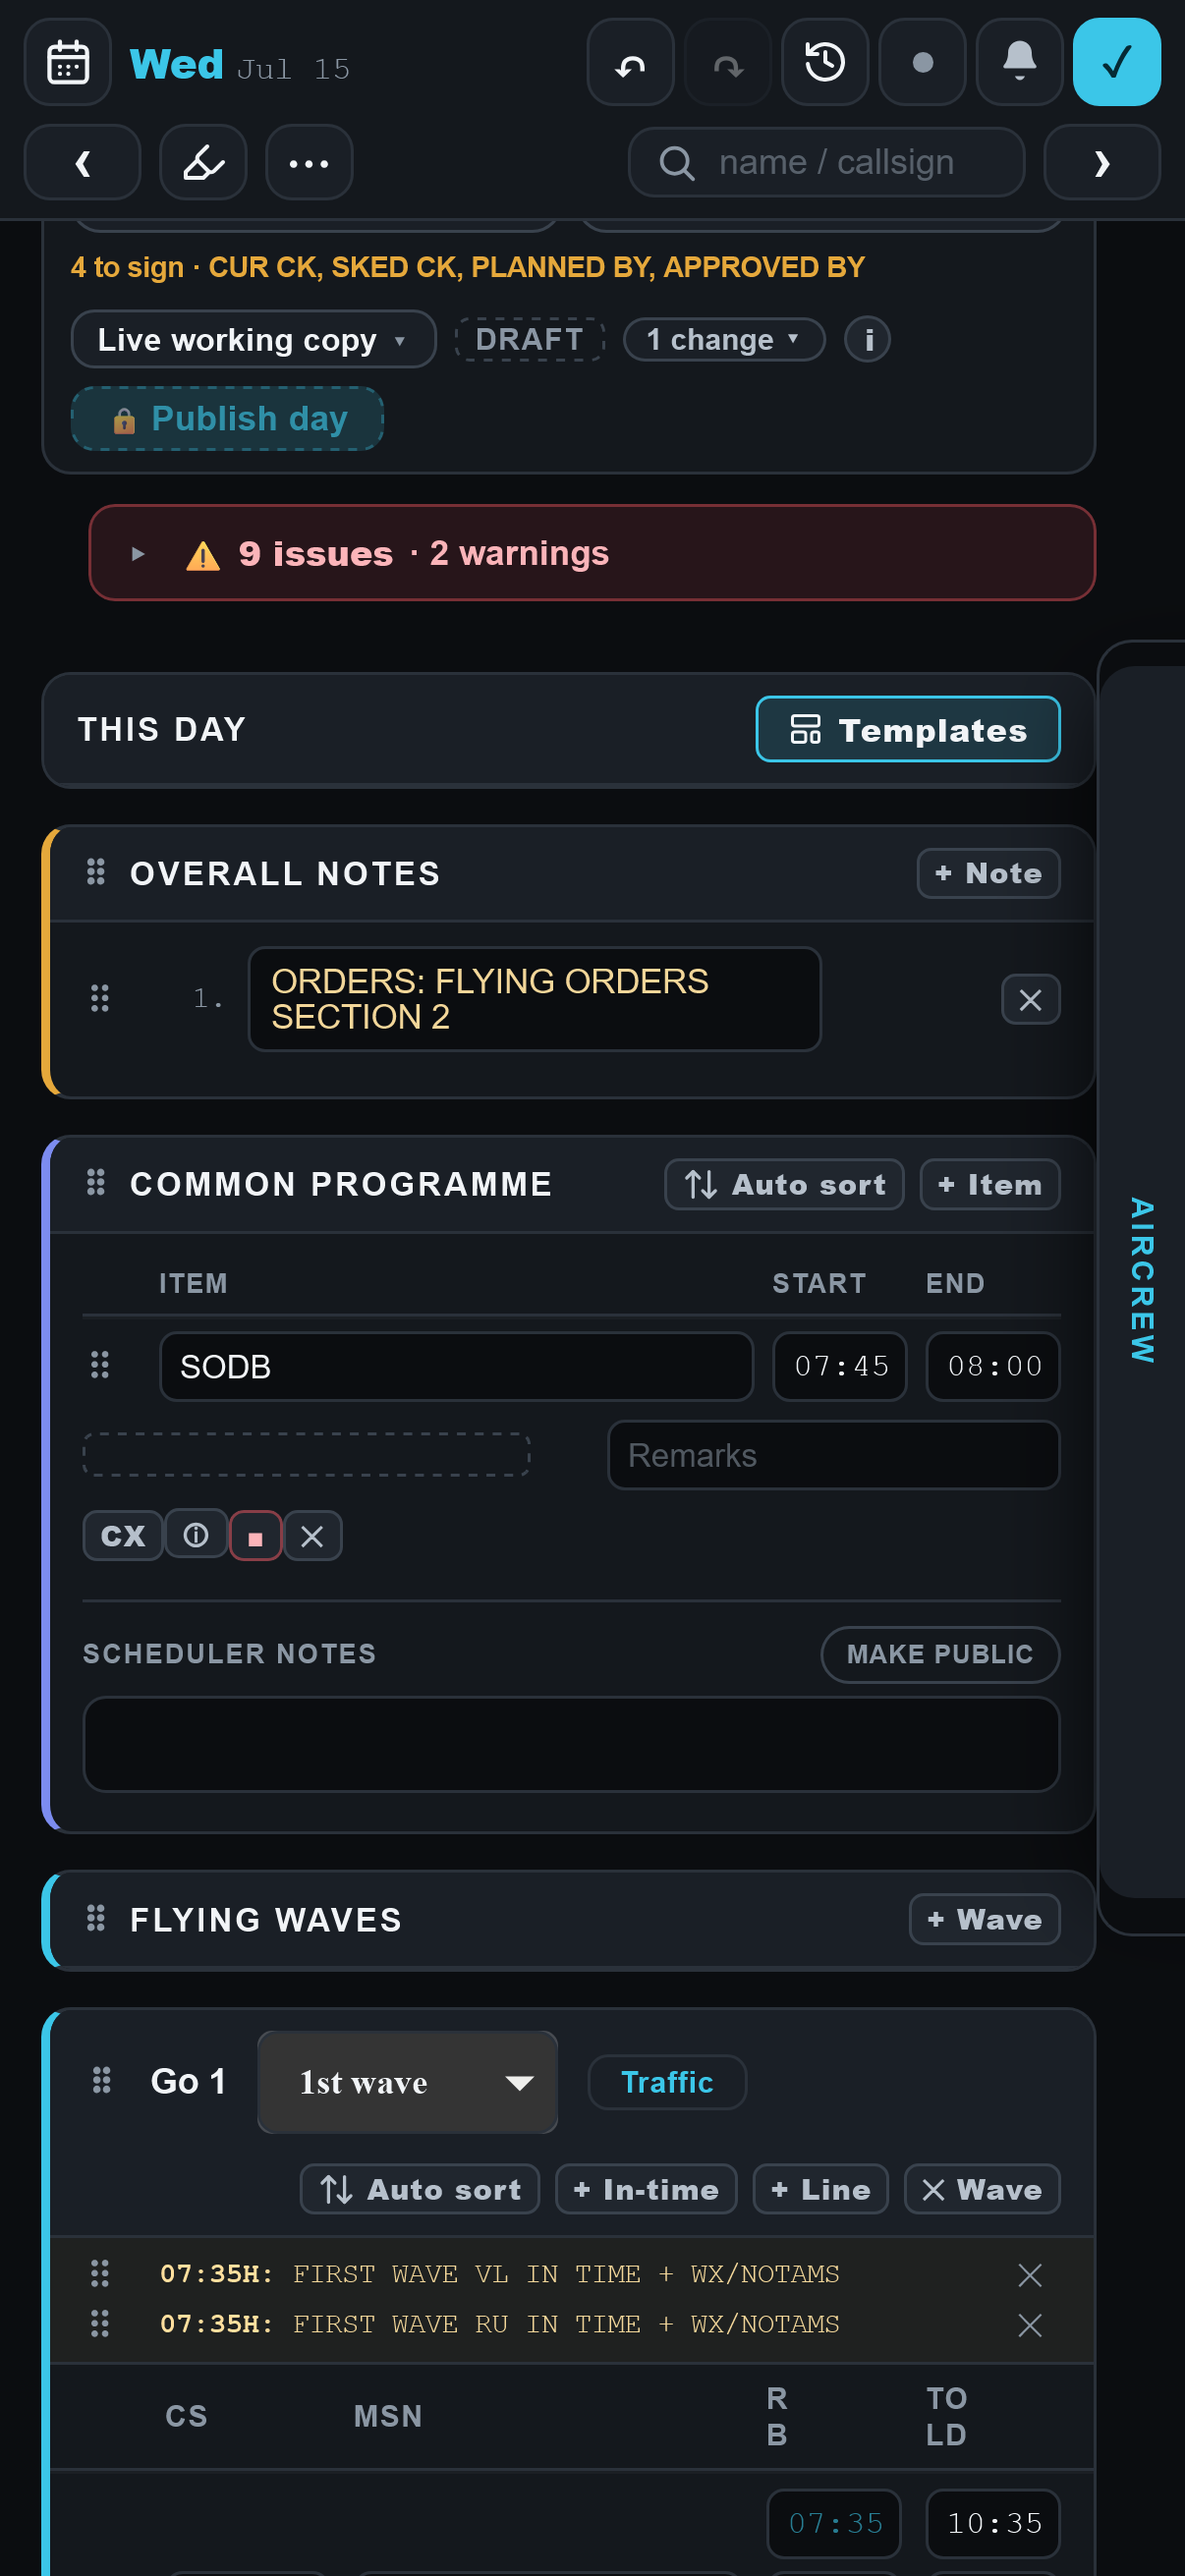 Wed Jul 15
name / callsign
4 to sign · CUR CK, SKED CK, PLANNED BY, APPROVED BY
Live working copy ▾ DRAFT 1 change ▾ i
Publish day
9 issues · 2 warnings
THIS DAY Templates
OVERALL NOTES + Note
1. ORDERS: FLYING ORDERS
SECTION 2
COMMON PROGRAMME Auto sort + Item
ITEM START END
SODB 07:45 08:00
Remarks
CX
SCHEDULER NOTES MAKE PUBLIC
AIRCREW
FLYING WAVES + Wave
Go 1 1st wave Traffic
Auto sort + In-time + Line × Wave
07:35H: FIRST WAVE VL IN TIME + WX/NOTAMS
07:35H: FIRST WAVE RU IN TIME + WX/NOTAMS
CS MSN R TO
B LD
07:35 10:35